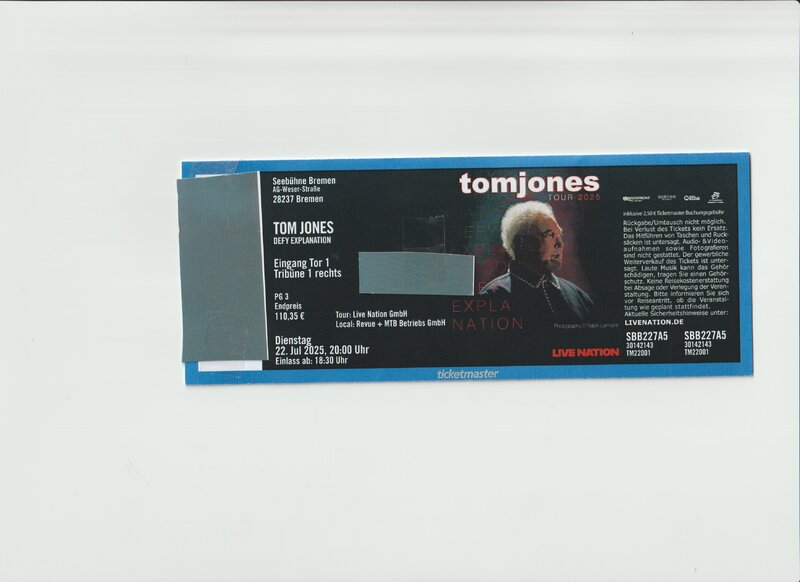 Seebühne Bremen
AG-Weser-Straße
28237 Bremen
TOM JONES
DEFY EXPLANATION
Eingang Tor 1
Tribüne 1 rechts
PG 3
Endpreis
110,35 €
Tour: Live Nation GmbH
Local: Revue + MTB Betriebs GmbH
Dienstag
22. Jul 2025, 20:00 Uhr
Einlass ab: 18:30 Uhr
tomjones
TOUR 2025
EXPLA
NATION
Photography // Ralph Larmann
LIVE NATION
inklusive 2,50 € Ticketmaster Buchungsgebühr
Rückgabe/Umtausch nicht möglich.
Bei Verlust des Tickets kein Ersatz.
Das Mitführen von Taschen und Ruck-
säcken ist untersagt. Audio-&Video-
aufnahmen sowie Fotografieren
sind nicht gestattet. Der gewerbliche
Weiterverkauf des Tickets ist unter-
sagt. Laute Musik kann das Gehör
schädigen, tragen Sie einen Gehör-
schutz. Keine Reisekostenerstattung
bei Absage oder Verlegung der Veran-
staltung. Bitte informieren Sie sich
vor Reiseantritt, ob die Veranstal-
tung wie geplant stattfindet.
Aktuelle Sicherheitshinweise unter:
LIVENATION.DE
SBB227A5 SBB227A5
30142143 30142143
TM22001 TM22001
ticketmaster